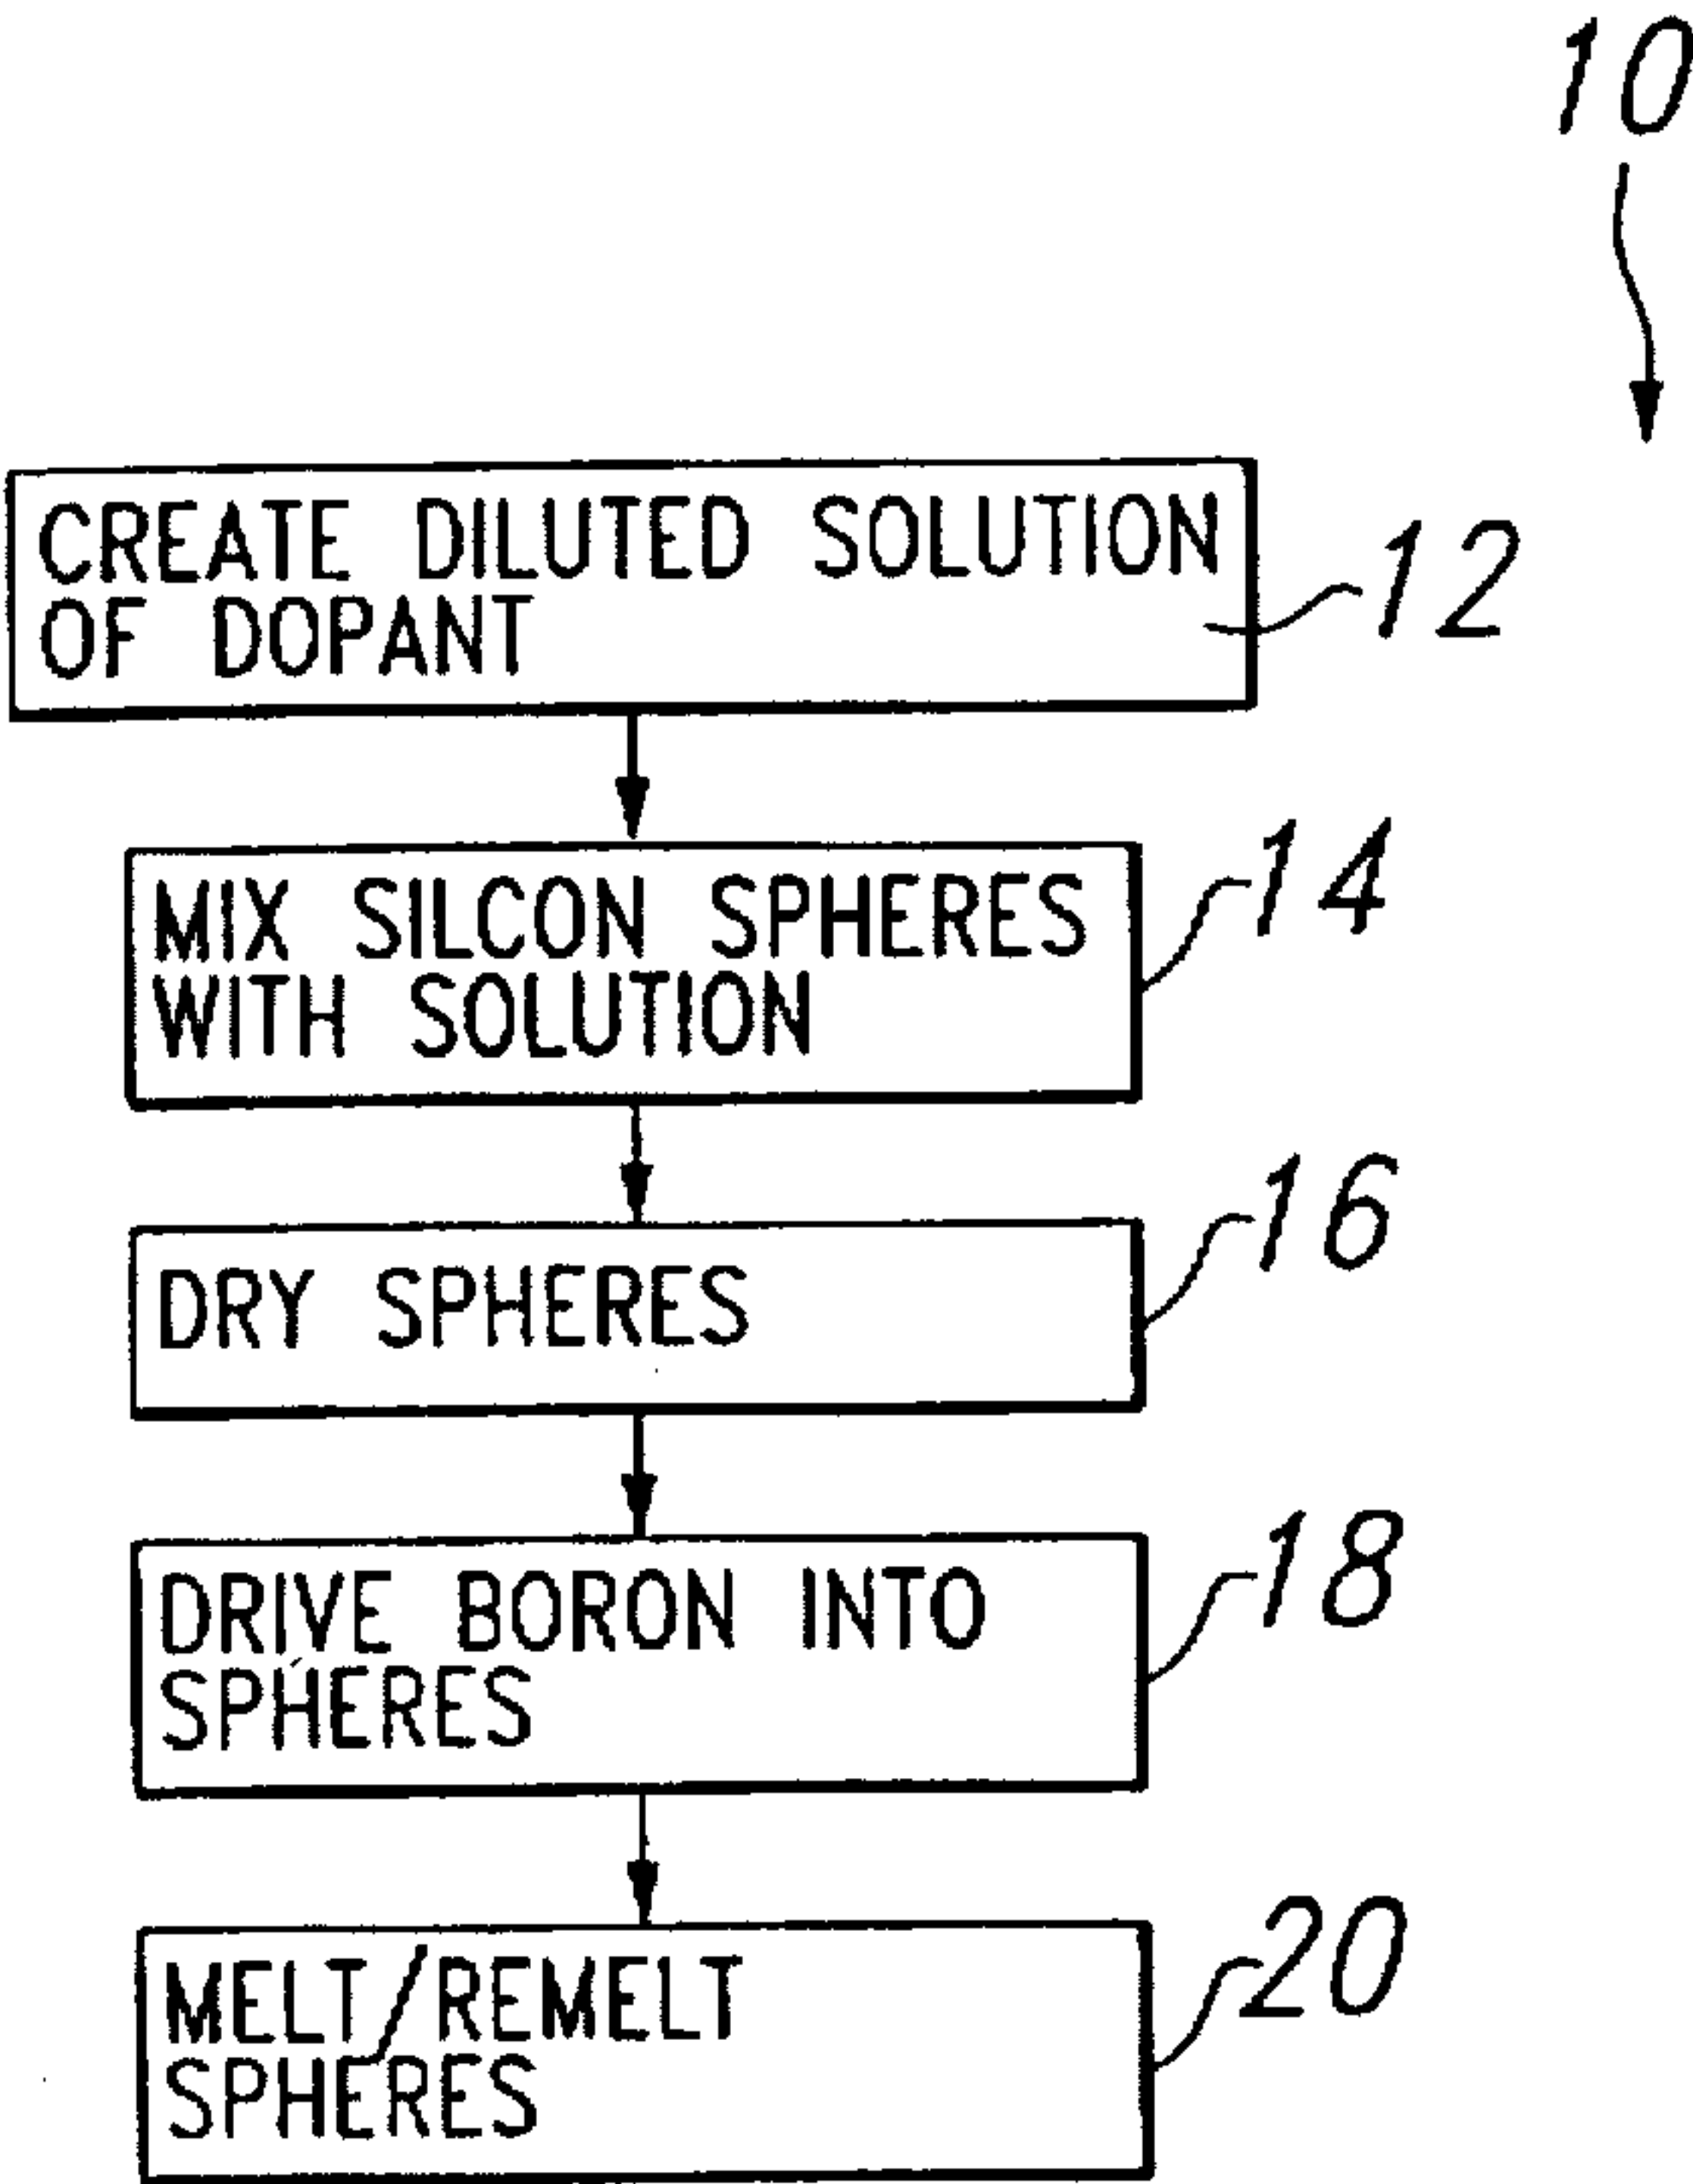 10
CREATE DILUTED SOLUTION
OF DOPANT
12
MIX SILCON SPHERES
WITH SOLUTION
14
DRY SPHERES
16
DRIVE BORON INTO
SPHERES
18
MELT/REMELT
SPHERES
20